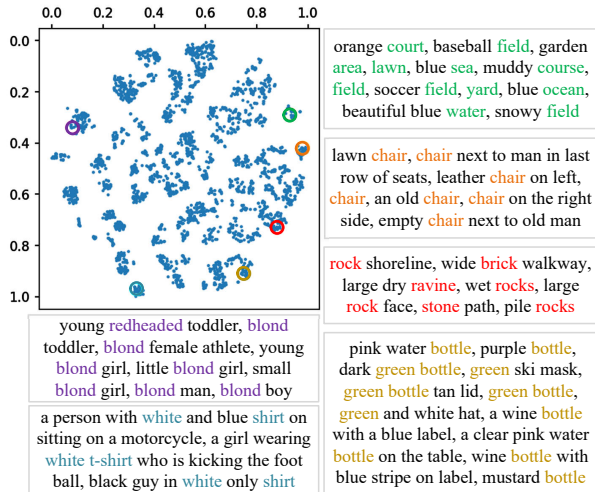 0.0 0.2 0.4 0.6 0.8 1.0
0.0
0.2
0.4
0.6
0.8
1.0
orange court, baseball field, garden
area, lawn, blue sea, muddy course,
field, soccer field, yard, blue ocean,
beautiful blue water, snowy field
lawn chair, chair next to man in last
row of seats, leather chair on left,
chair, an old chair, chair on the right
side, empty chair next to old man
rock shoreline, wide brick walkway,
large dry ravine, wet rocks, large
rock face, stone path, pile rocks
young redheaded toddler, blond
toddler, blond female athlete, young
blond girl, little blond girl, small
blond girl, blond man, blond boy
a person with white and blue shirt on
sitting on a motorcycle, a girl wearing
white t-shirt who is kicking the foot
ball, black guy in white only shirt
pink water bottle, purple bottle,
dark green bottle, green ski mask,
green bottle tan lid, green bottle,
green and white hat, a wine bottle
with a blue label, a clear pink water
bottle on the table, wine bottle with
blue stripe on label, mustard bottle